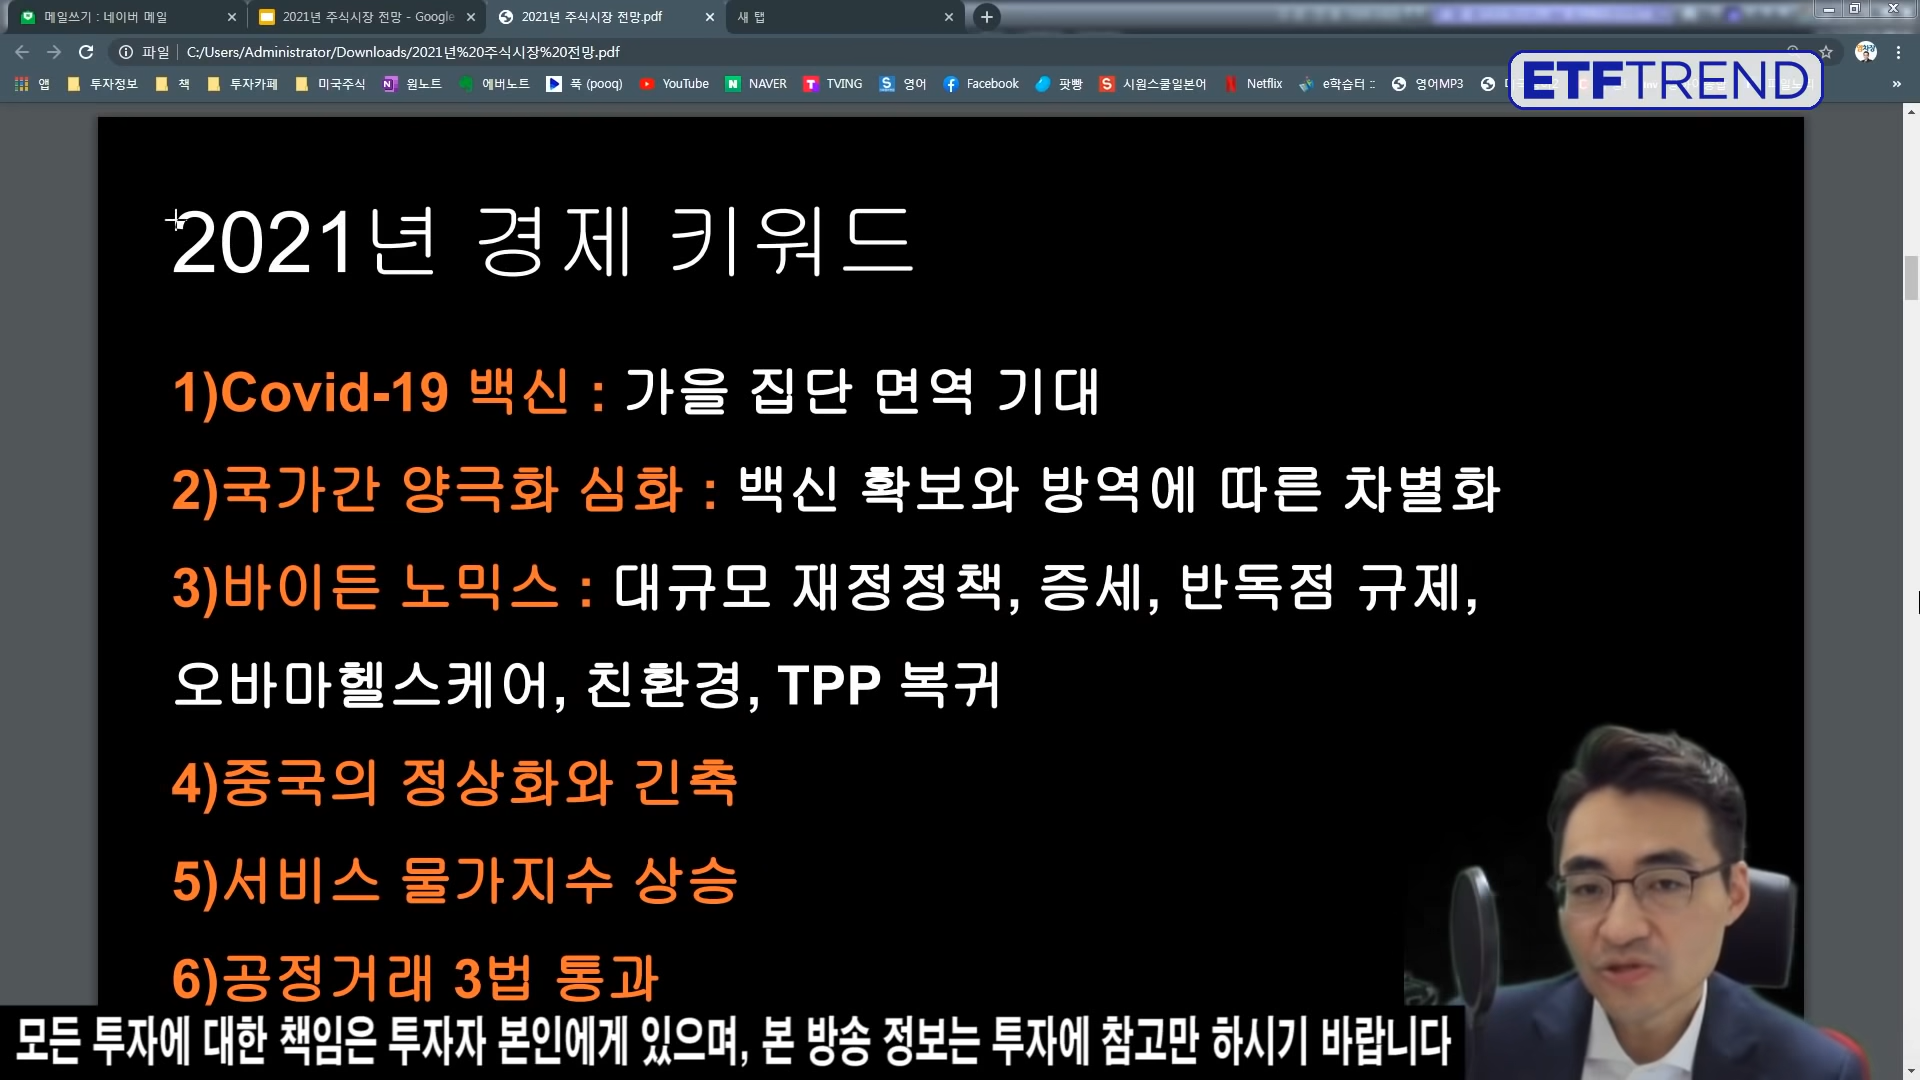 메일쓰기 : 네이버 메일
2021년 주식시장 전망 - Google
2021년 주식시장 전망.pdf
새 탭
파일
C:/Users/Administrator/Downloads/2021년%20주식시장%20전망.pdf
앱 투자정보 책 투자카페 미국주식 원노트 에버노트 푹 (pooq) YouTube NAVER TVING 영어 Facebook 팟빵 시원스쿨일본어 Netflix e학습터 :: 영어MP3
ETFTREND
2021년 경제 키워드
1)Covid-19 백신 : 가을 집단 면역 기대
2)국가간 양극화 심화 : 백신 확보와 방역에 따른 차별화
3)바이든 노믹스 : 대규모 재정정책, 증세, 반독점 규제,
오바마헬스케어, 친환경, TPP 복귀
4)중국의 정상화와 긴축
5)서비스 물가지수 상승
6)공정거래 3법 통과
모든 투자에 대한 책임은 투자자 본인에게 있으며, 본 방송 정보는 투자에 참고만 하시기 바랍니다